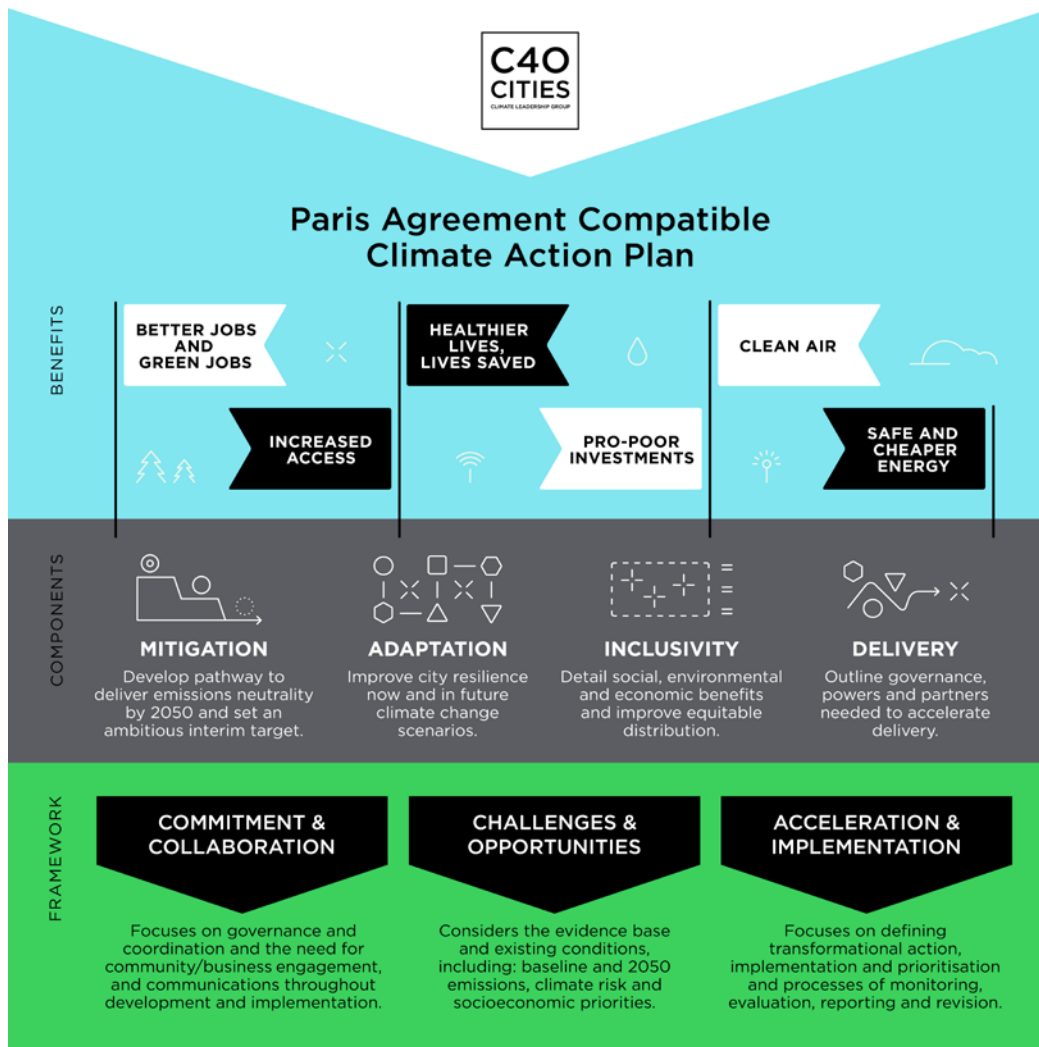 C40
CITIES
CLIMATE LEADERSHIP GROUP
Paris Agreement Compatible
Climate Action Plan
BENEFITS
BETTER JOBS
AND
GREEN JOBS
HEALTHIER
LIVES,
LIVES SAVED
CLEAN AIR
INCREASED
ACCESS
PRO-POOR
INVESTMENTS
SAFE AND
CHEAPER
ENERGY
COMPONENTS
MITIGATION
Develop pathway to
deliver emissions neutrality
by 2050 and set an
ambitious interim target.
ADAPTATION
Improve city resilience
now and in future
climate change
scenarios.
INCLUSIVITY
Detail social, environmental
and economic benefits
and improve equitable
distribution.
DELIVERY
Outline governance,
powers and partners
needed to accelerate
delivery.
FRAMEWORK
COMMITMENT &
COLLABORATION
Focuses on governance and
coordination and the need for
community/business engagement,
and communications throughout
development and implementation.
CHALLENGES &
OPPORTUNITIES
Considers the evidence base
and existing conditions,
including: baseline and 2050
emissions, climate risk and
socioeconomic priorities.
ACCELERATION &
IMPLEMENTATION
Focuses on defining
transformational action,
implementation and prioritisation
and processes of monitoring,
evaluation, reporting and revision.